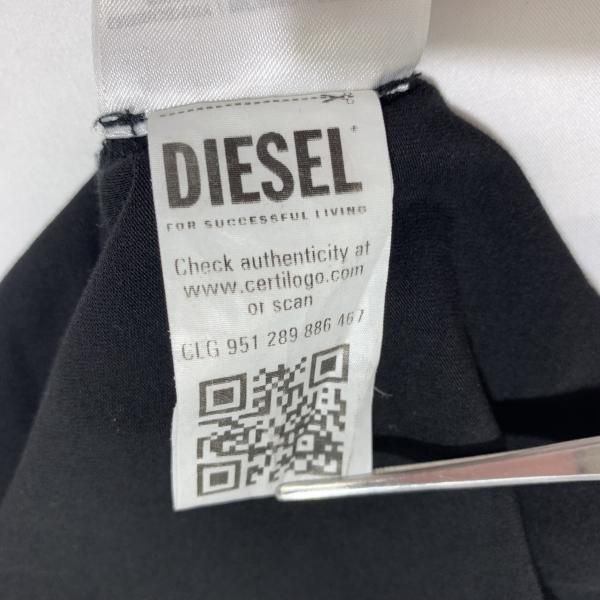 DIESEL
FOR SUCCESSFUL LIVING
Check authenticity at
www.certilogo.com
or scan
CLG 951 289 886 467